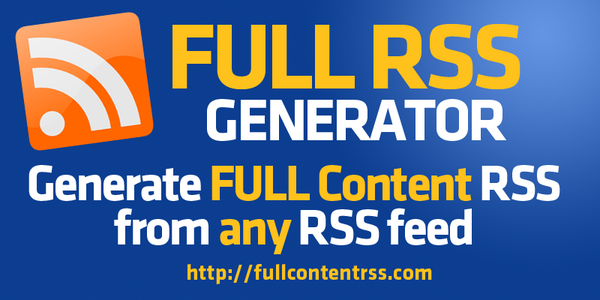 FULL RSS
GENERATOR
Generate FULL Content RSS
from any RSS feed
http://fullcontentrss.com